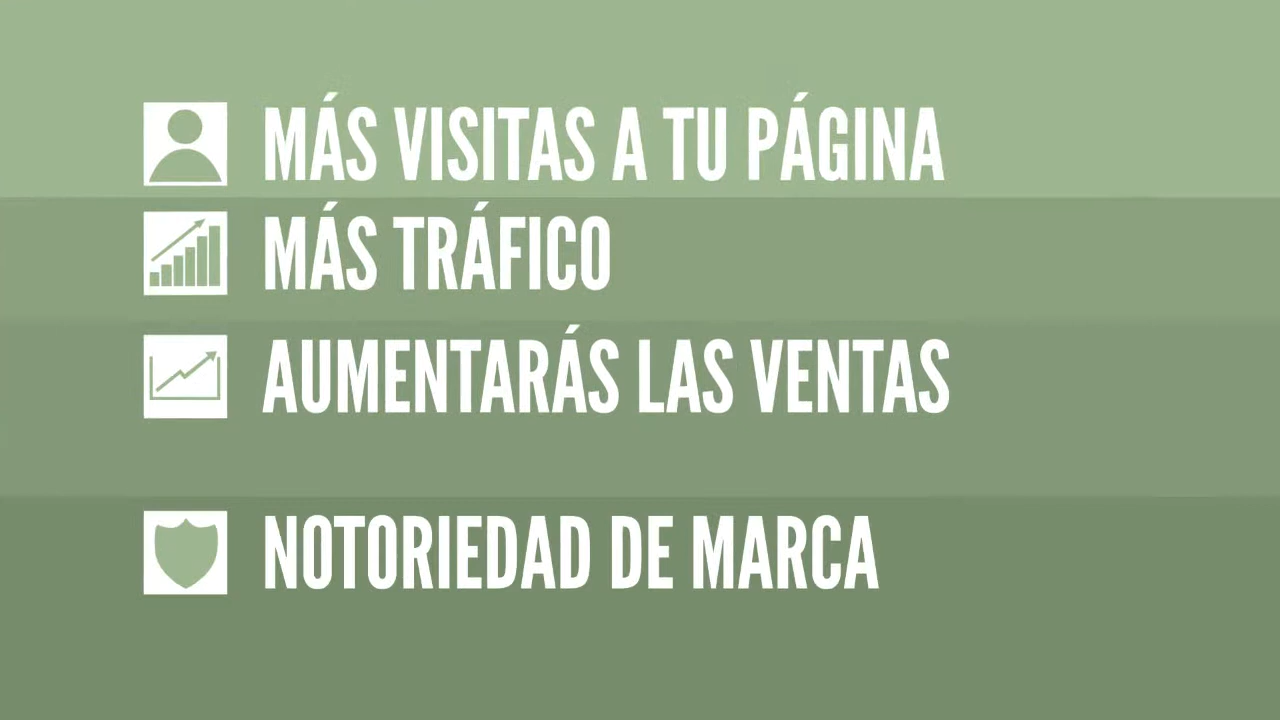 MÁS VISITAS A TU PÁGINA
MÁS TRÁFICO
AUMENTARÁS LAS VENTAS
NOTORIEDAD DE MARCA